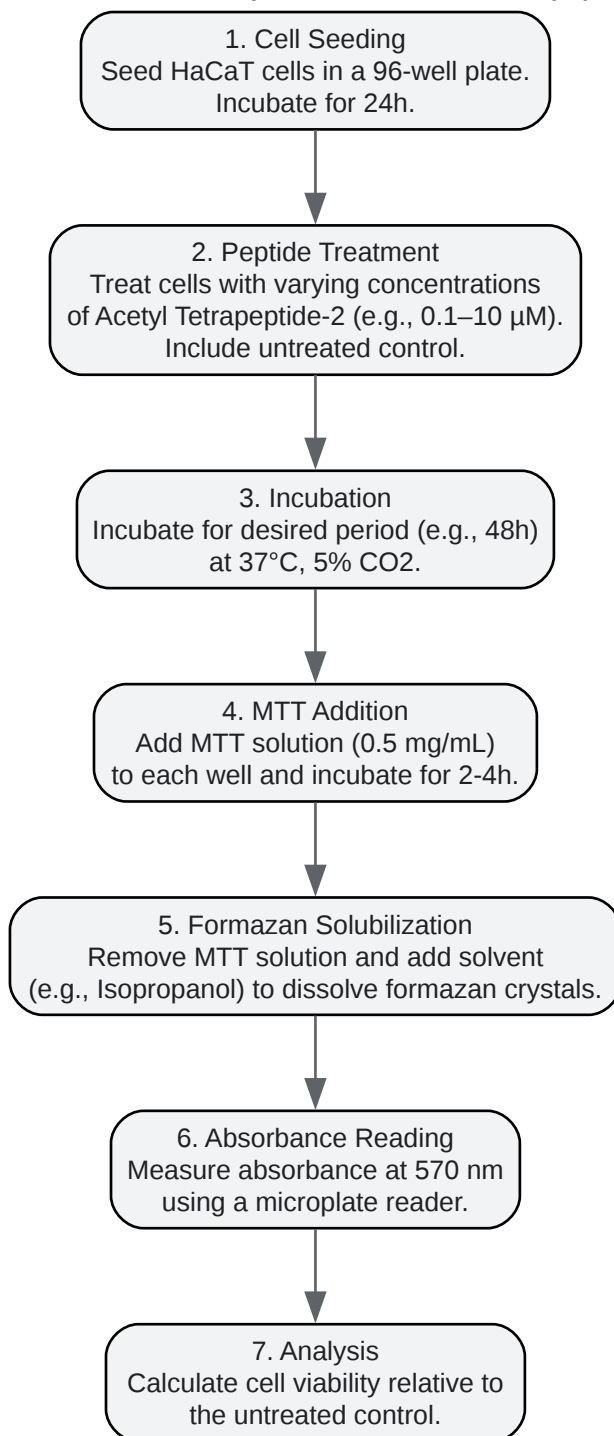 1. Cell Seeding
Seed HaCaT cells in a 96-well plate.
Incubate for 24h.
2. Peptide Treatment
Treat cells with varying concentrations
of Acetyl Tetrapeptide-2 (e.g., 0.1–10 µM).
Include untreated control.
3. Incubation
Incubate for desired period (e.g., 48h)
at 37°C, 5% CO2.
4. MTT Addition
Add MTT solution (0.5 mg/mL)
to each well and incubate for 2-4h.
5. Formazan Solubilization
Remove MTT solution and add solvent
(e.g., Isopropanol) to dissolve formazan crystals.
6. Absorbance Reading
Measure absorbance at 570 nm
using a microplate reader.
7. Analysis
Calculate cell viability relative to
the untreated control.